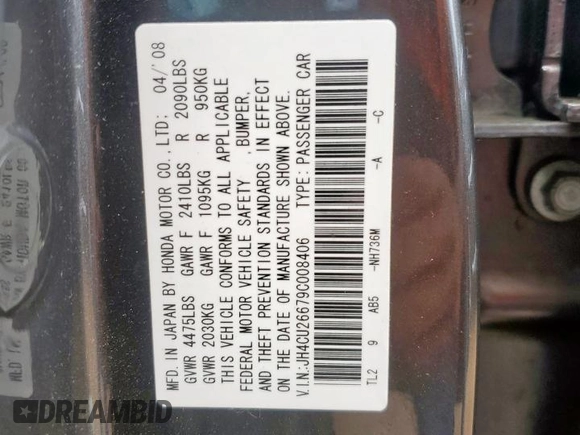 MFD. IN JAPAN BY HONDA MOTOR CO., LTD: 04/'08
GVWR 4475LBS GAWR F 2410LBS R 2090LBS
GVWR 2030KG GAWR F 1095KG R 950KG
THIS VEHICLE CONFORMS TO ALL APPLICABLE
FEDERAL MOTOR VEHICLE SAFETY , BUMPER,
AND THEFT PREVENTION STANDARDS IN EFFECT
ON THE DATE OF MANUFACTURE SHOWN ABOVE.
V.I.N:JH4CU26679C008406 TYPE: PASSENGER CAR
TL2 9 AB5 -NH736M -A -C
DREAMBID